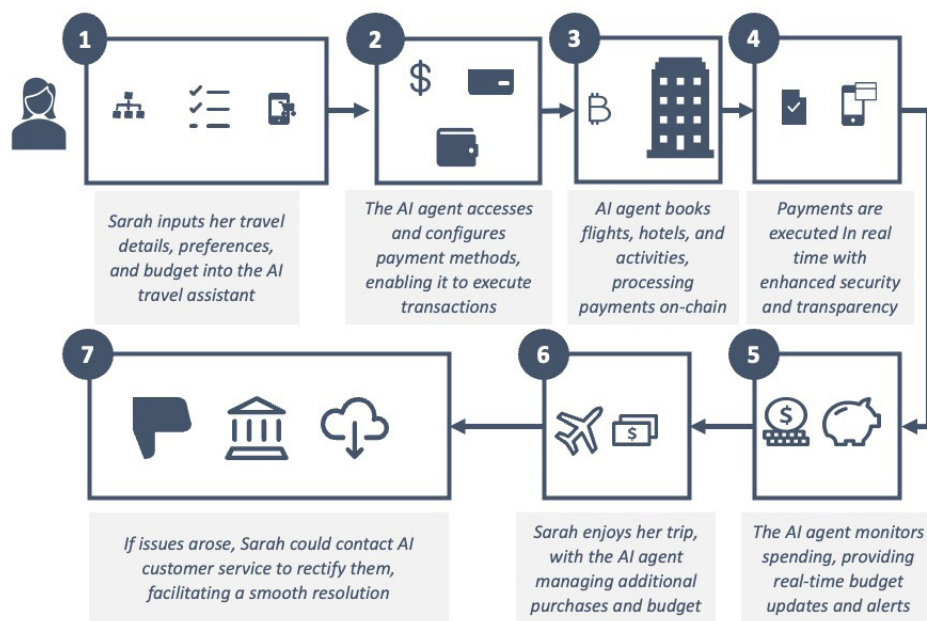 1
2
3
4
Sarah inputs her travel
details, preferences,
and budget into the AI
travel assistant
The AI agent accesses
and configures
payment methods,
enabling it to execute
transactions
AI agent books
flights, hotels, and
activities,
processing
payments on-chain
Payments are
executed In real
time with
enhanced security
and transparency
7
6
5
If issues arose, Sarah could contact AI
customer service to rectify them,
facilitating a smooth resolution
Sarah enjoys her trip,
with the AI agent
managing additional
purchases and budget
The AI agent monitors
spending, providing
real-time budget
updates and alerts